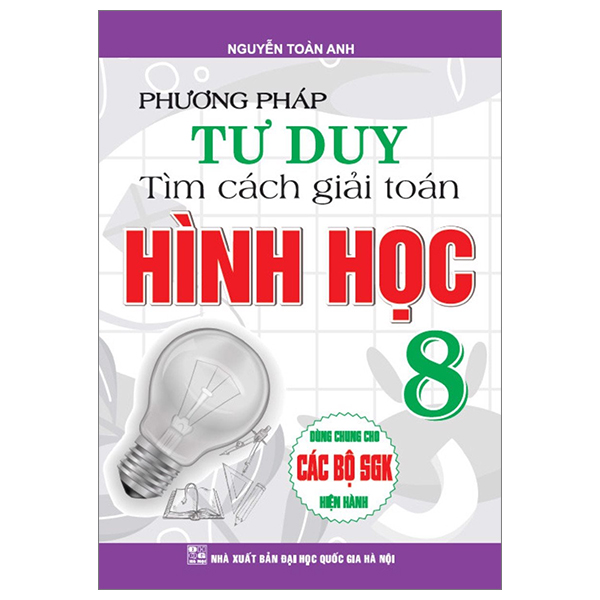 NGUYỄN TOÀN ANH
PHƯƠNG PHÁP
TƯ DUY
Tìm cách giải toán
HÌNH HỌC
8
DÙNG CHUNG CHO
CÁC BỘ SGK
HIỆN HÀNH
NHÀ XUẤT BẢN ĐẠI HỌC QUỐC GIA HÀ NỘI